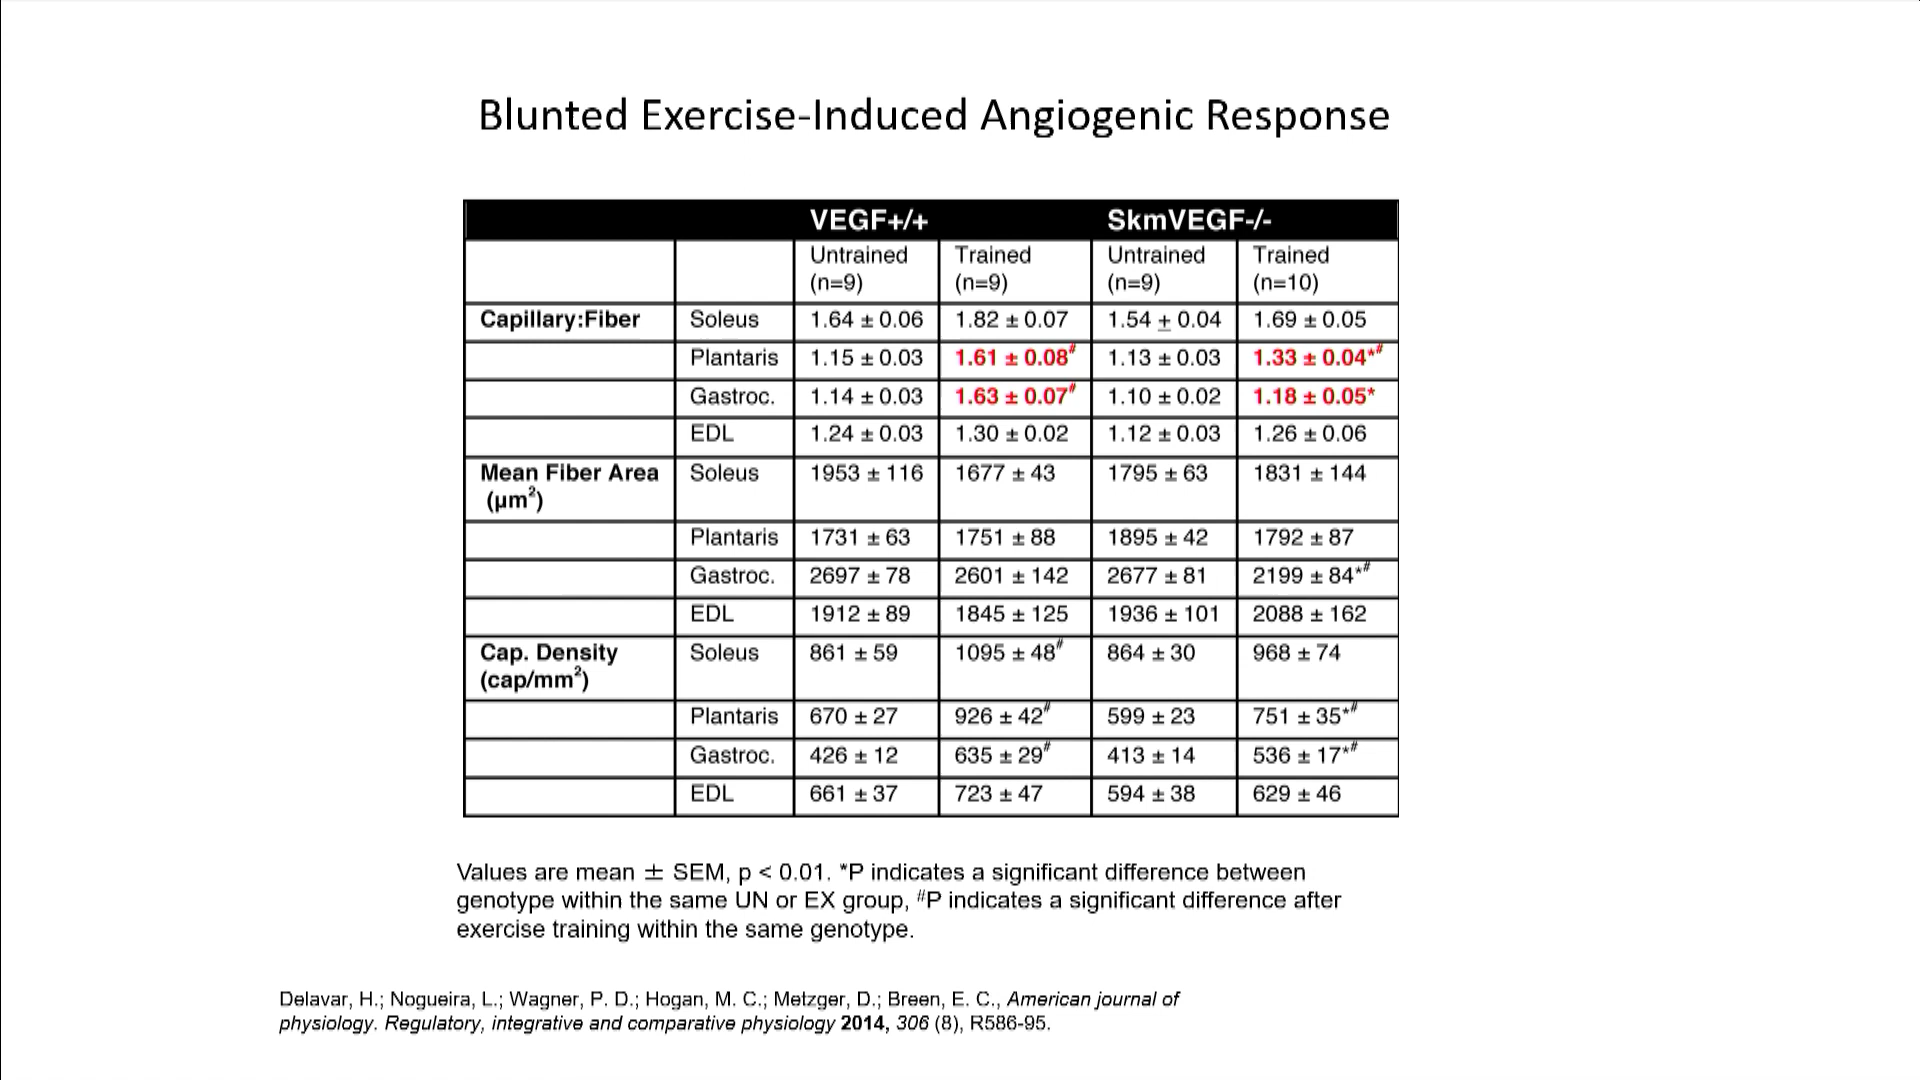 Blunted Exercise-Induced Angiogenic Response
VEGF+/+ SkmVEGF-/-
Untrained (n=9) Trained (n=9) Untrained (n=9) Trained (n=10)
Capillary:Fiber Soleus 1.64 ± 0.06 1.82 ± 0.07 1.54 ± 0.04 1.69 ± 0.05
Plantaris 1.15 ± 0.03 1.61 ± 0.08# 1.13 ± 0.03 1.33 ± 0.04*#
Gastroc. 1.14 ± 0.03 1.63 ± 0.07# 1.10 ± 0.02 1.18 ± 0.05*
EDL 1.24 ± 0.03 1.30 ± 0.02 1.12 ± 0.03 1.26 ± 0.06
Mean Fiber Area (µm²) Soleus 1953 ± 116 1677 ± 43 1795 ± 63 1831 ± 144
Plantaris 1731 ± 63 1751 ± 88 1895 ± 42 1792 ± 87
Gastroc. 2697 ± 78 2601 ± 142 2677 ± 81 2199 ± 84*#
EDL 1912 ± 89 1845 ± 125 1936 ± 101 2088 ± 162
Cap. Density (cap/mm²) Soleus 861 ± 59 1095 ± 48# 864 ± 30 968 ± 74
Plantaris 670 ± 27 926 ± 42# 599 ± 23 751 ± 35*#
Gastroc. 426 ± 12 635 ± 29# 413 ± 14 536 ± 17*#
EDL 661 ± 37 723 ± 47 594 ± 38 629 ± 46
Values are mean ± SEM, p < 0.01. *P indicates a significant difference between
genotype within the same UN or EX group, #P indicates a significant difference after
exercise training within the same genotype.
Delavar, H.; Nogueira, L.; Wagner, P. D.; Hogan, M. C.; Metzger, D.; Breen, E. C., American journal of
physiology. Regulatory, integrative and comparative physiology 2014, 306 (8), R586-95.